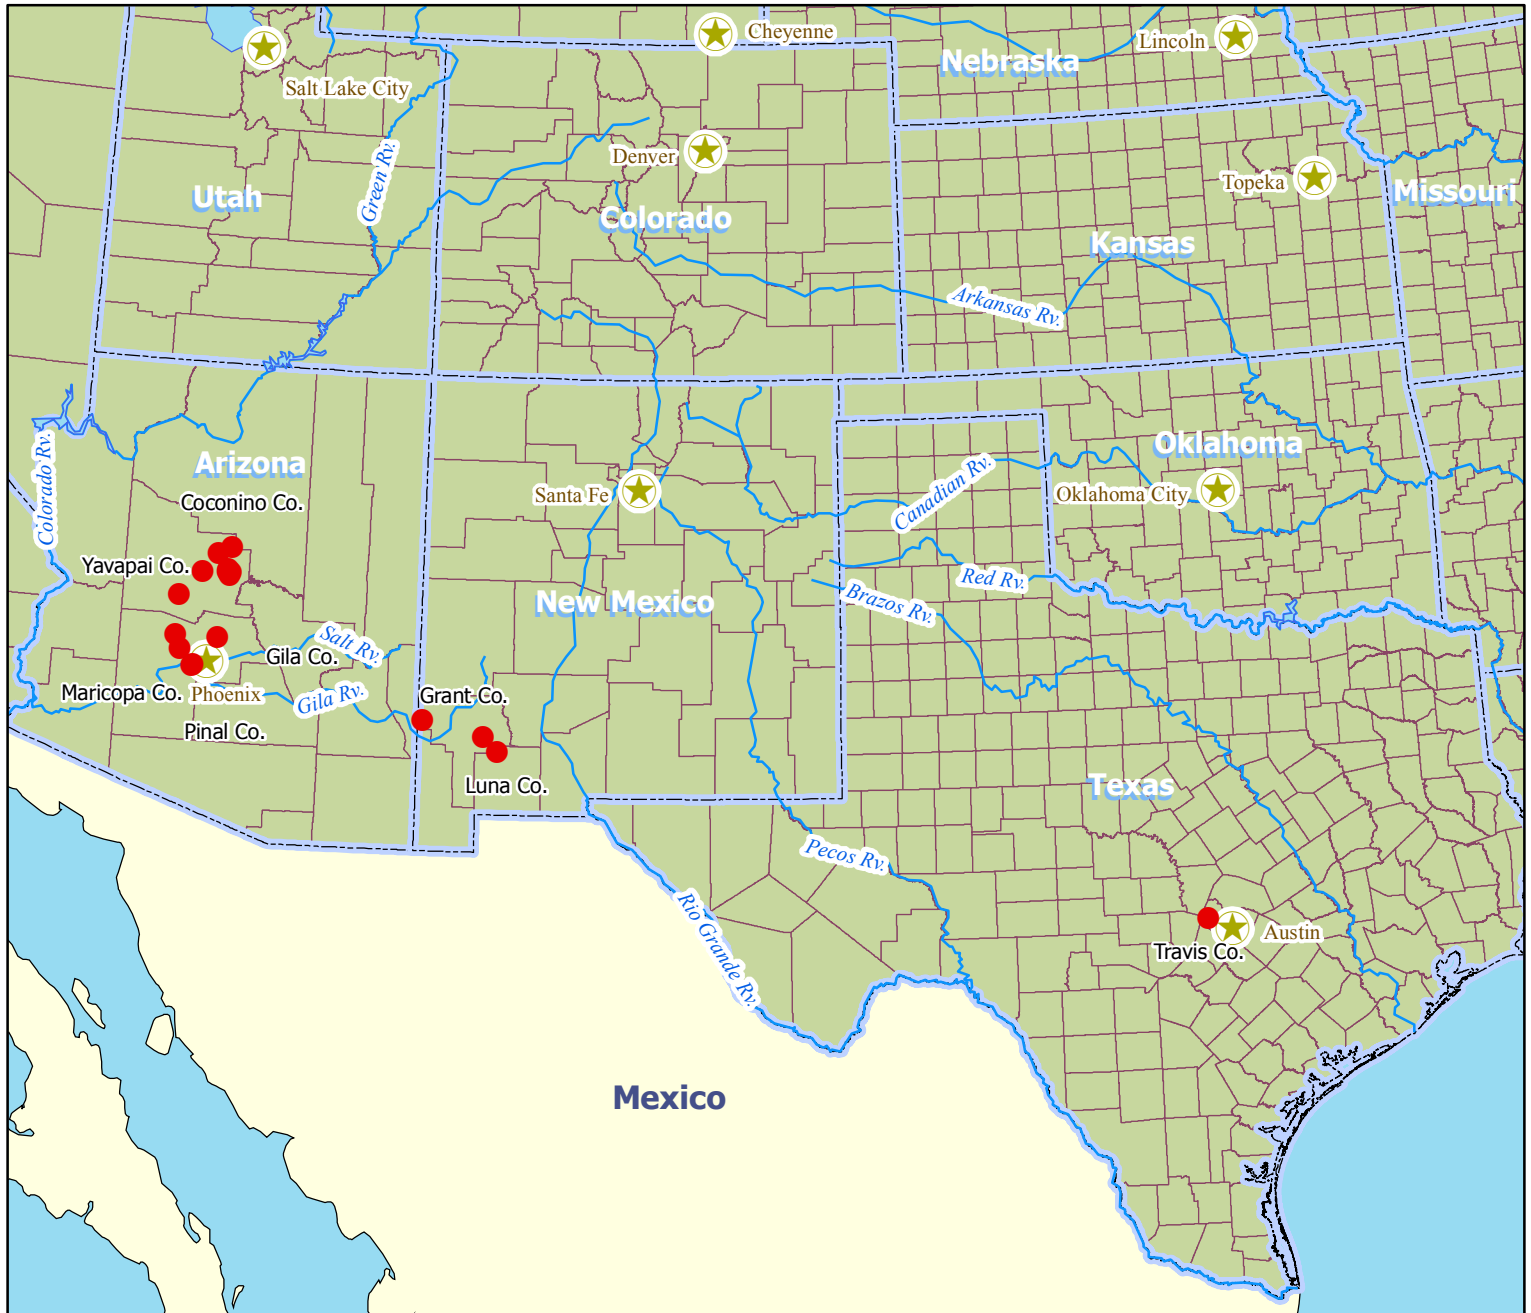 Cheyenne
Lincoln
Nebraska
Salt Lake City
Denver
Topeka
Missouri
Green Rv.
Utah
Colorado
Kansas
Arkansas Rv.
Arizona
Oklahoma
Colorado Rv.
Coconino Co.
Santa Fe
Canadian Rv.
Oklahoma City
Yavapai Co.
Red Rv.
New Mexico
Brazos Rv.
Salt Rv.
Gila Co.
Maricopa Co.
Phoenix
Gila Rv.
Grant Co.
Pinal Co.
Luna Co.
Texas
Pecos Rv.
Rio Grande Rv.
Austin
Travis Co.
Mexico